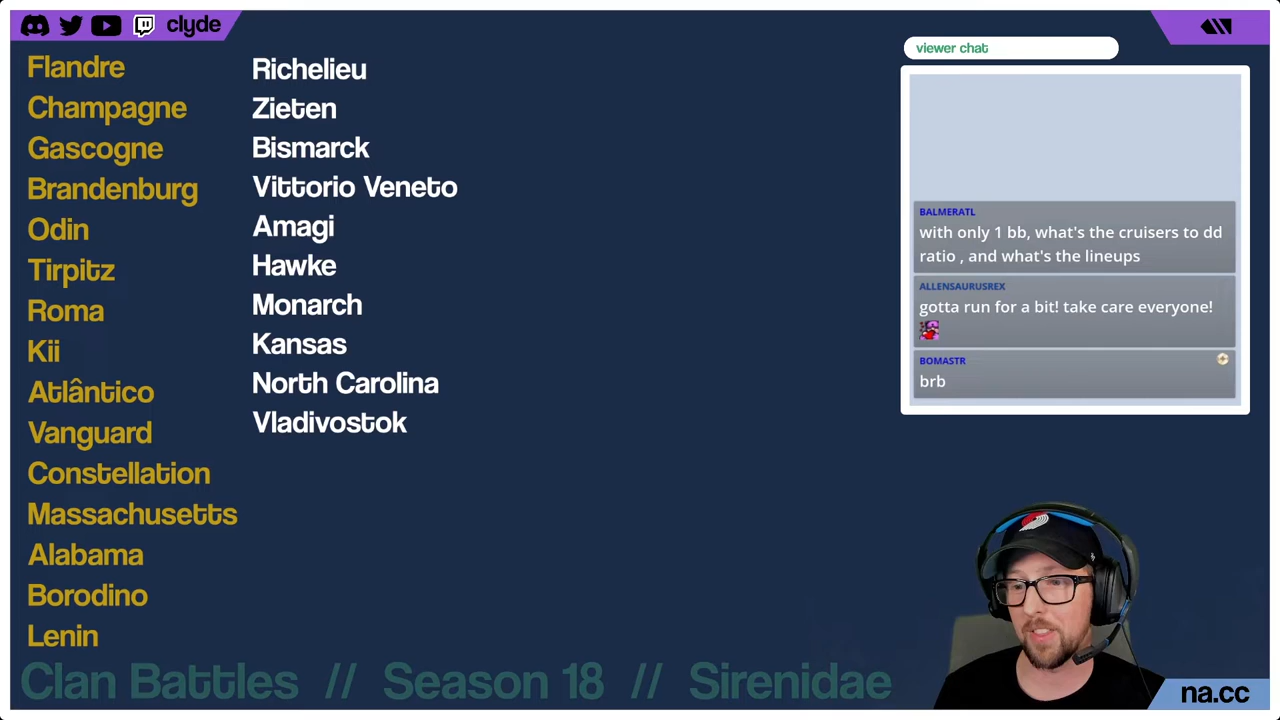 clyde
Flandre
Champagne
Gascogne
Brandenburg
Odin
Tirpitz
Roma
Kii
Atlântico
Vanguard
Constellation
Massachusetts
Alabama
Borodino
Lenin
Richelieu
Zieten
Bismarck
Vittorio Veneto
Amagi
Hawke
Monarch
Kansas
North Carolina
Vladivostok
viewer chat
BALMERATL
with only 1 bb, what's the cruisers to dd
ratio , and what's the lineups
ALLENSAURUSREX
gotta run for a bit! take care everyone!
BOMASTR
brb
Clan Battles // Season 18 // Sirenidae
na.cc